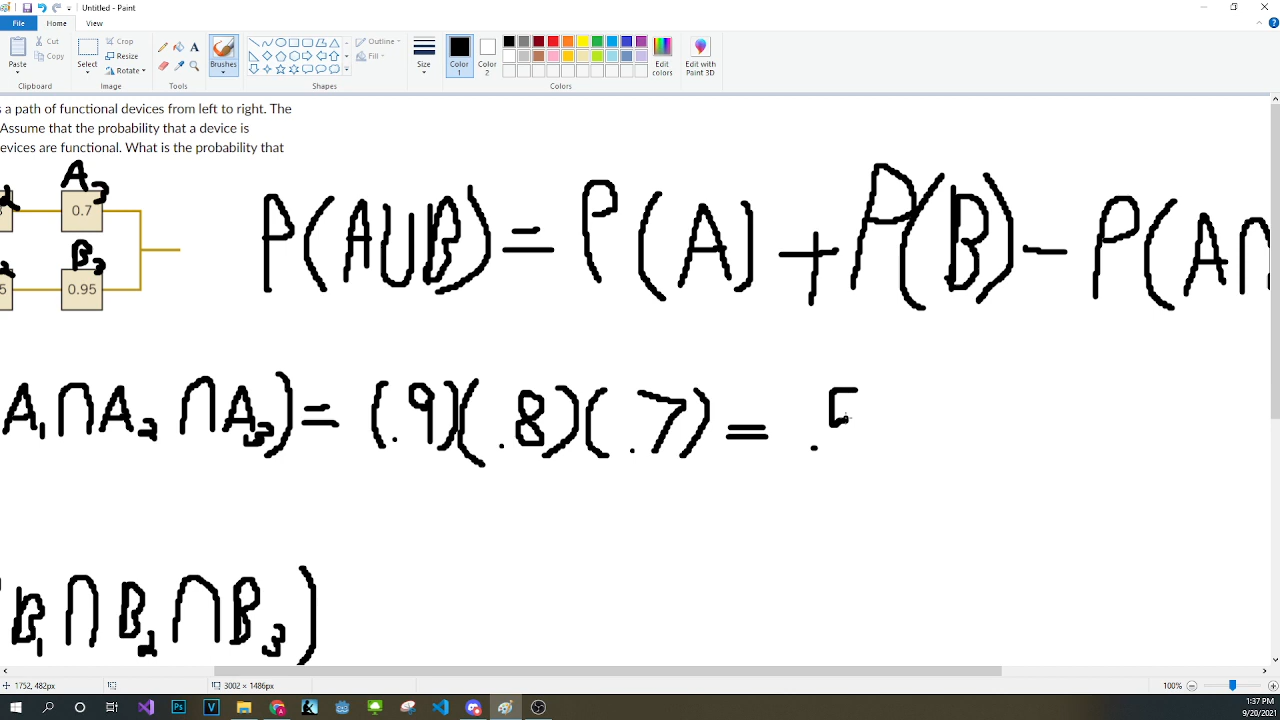 Untitled - Paint
File Home View
Paste Cut Copy Clipboard
Select Crop Resize Rotate Image
Tools
Brushes
Outline Fill Shapes
Size
Color 1 Color 2 Edit colors Colors
Edit with Paint 3D
s a path of functional devices from left to right. The
Assume that the probability that a device is
evices are functional. What is the probability that
A3
0.7
B3
5 0.95
P(A∪B) = P(A) + P(B) - P(A∩
A1 ∩ A2 ∩ A3) = (.9)(.8)(.7) = .5
B1 ∩ B2 ∩ B3)
1752, 482px 3002 × 1486px 100%
1:37 PM
9/20/2021